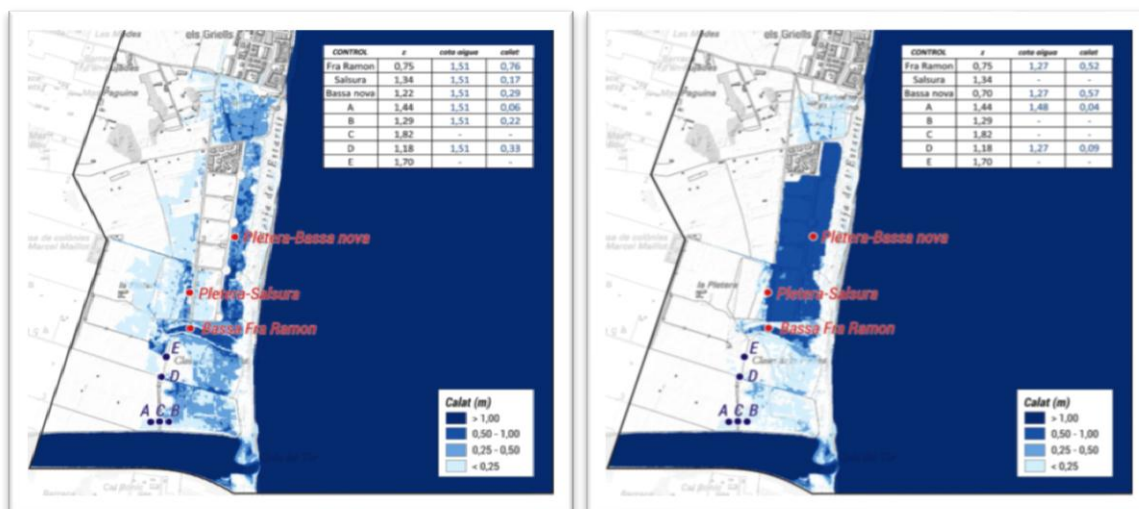 els Griells
CONTROL z cota aigua calat
Fra Ramon 0,75 1,51 0,76
Salsura 1,34 1,51 0,17
Bassa nova 1,22 1,51 0,29
A 1,44 1,51 0,06
B 1,29 1,51 0,22
C 1,82 - -
D 1,18 1,51 0,33
E 1,70 - -
Pletera-Bassa nova
la Pletera
Pletera-Salsura
Bassa Fra Ramon
E
D
A C B
Calat (m)
> 1,00
0,50 - 1,00
0,25 - 0,50
< 0,25
els Griells
CONTROL z cota aigua calat
Fra Ramon 0,75 1,27 0,52
Salsura 1,34 - -
Bassa nova 0,70 1,27 0,57
A 1,44 1,48 0,04
B 1,29 - -
C 1,82 - -
D 1,18 1,27 0,09
E 1,70 - -
Pletera-Bassa nova
la Pletera
Pletera-Salsura
Bassa Fra Ramon
E
D
A C B
Calat (m)
> 1,00
0,50 - 1,00
0,25 - 0,50
< 0,25